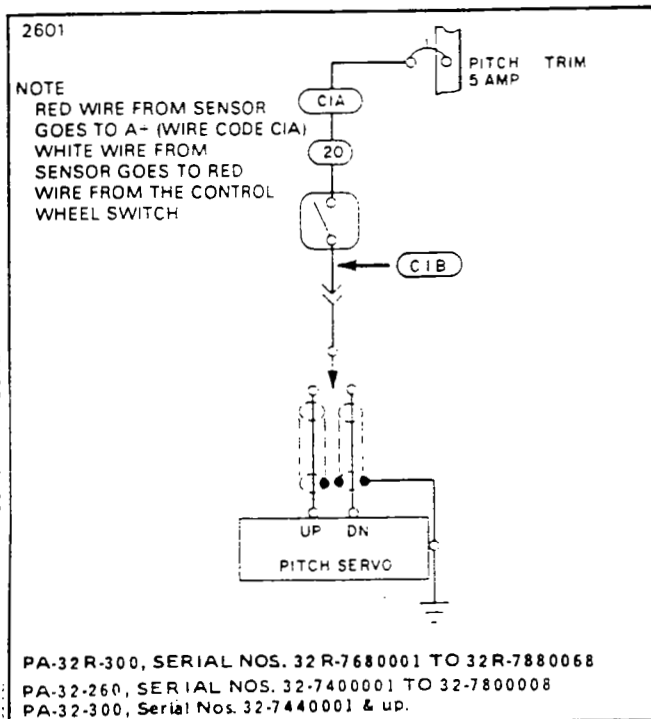 2601
PITCH TRIM
5 AMP
NOTE
RED WIRE FROM SENSOR
GOES TO A+ (WIRE CODE C1A)
WHITE WIRE FROM
SENSOR GOES TO RED
WIRE FROM THE CONTROL
WHEEL SWITCH
C1A
20
C1B
UP DN
PITCH SERVO
PA-32R-300, SERIAL NOS. 32R-7680001 TO 32R-7880068
PA-32-260, SERIAL NOS. 32-7400001 TO 32-7800008
PA-32-300, Serial Nos. 32-7440001 & up.